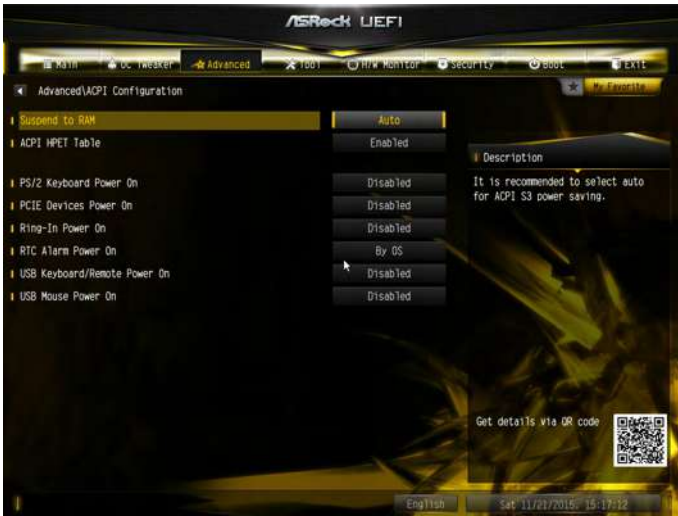 ASRock UEFI
Main OC Tweaker Advanced Tool H/W Monitor Security Boot Exit
Advanced\ACPI Configuration
My Favorite
Suspend to RAM Auto
ACPI HPET Table Enabled
PS/2 Keyboard Power On Disabled
PCIE Devices Power On Disabled
Ring-In Power On Disabled
RTC Alarm Power On By OS
USB Keyboard/Remote Power On Disabled
USB Mouse Power On Disabled
Description
It is recommended to select auto
for ACPI S3 power saving.
Get details via QR code
English
Sat 11/21/2015, 15:17:12